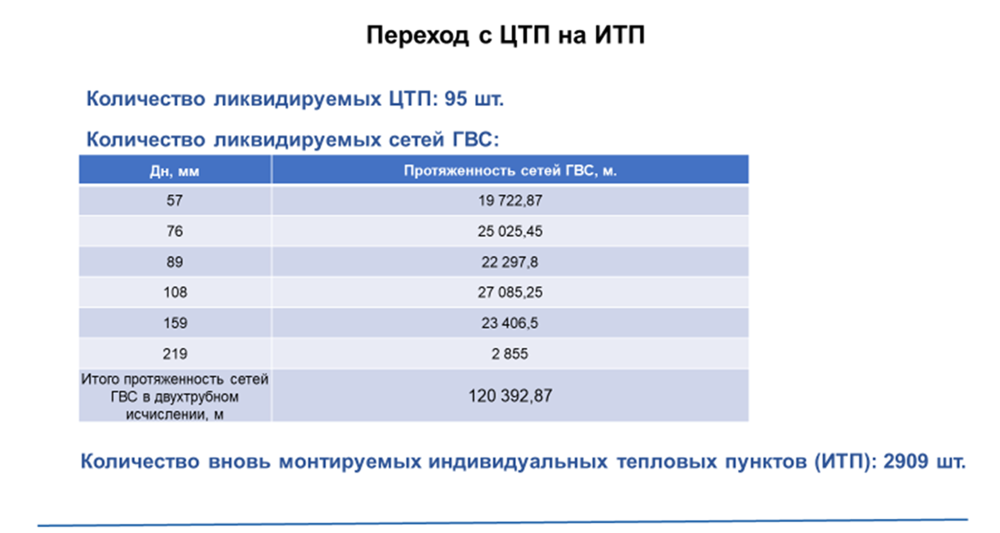 Переход с ЦТП на ИТП
Количество ликвидируемых ЦТП: 95 шт.
Количество ликвидируемых сетей ГВС:
Дн, мм Протяженность сетей ГВС, м.
57 19 722,87
76 25 025,45
89 22 297,8
108 27 085,25
159 23 406,5
219 2 855
Итого протяженность сетей
ГВС в двухтрубном
исчислении, м
120 392,87
Количество вновь монтируемых индивидуальных тепловых пунктов (ИТП): 2909 шт.